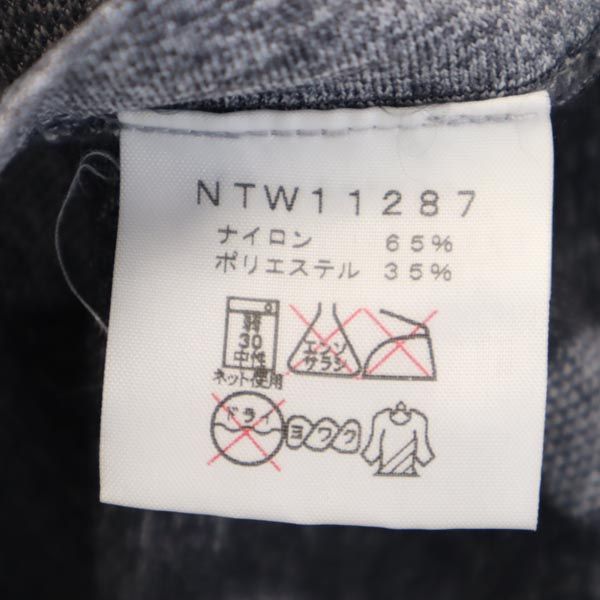 NTW11287
ナイロン 65%
ポリエステル 35%
弱
30
中性
ネット使用
エンソ
サラシ
ドライ
ヨワク